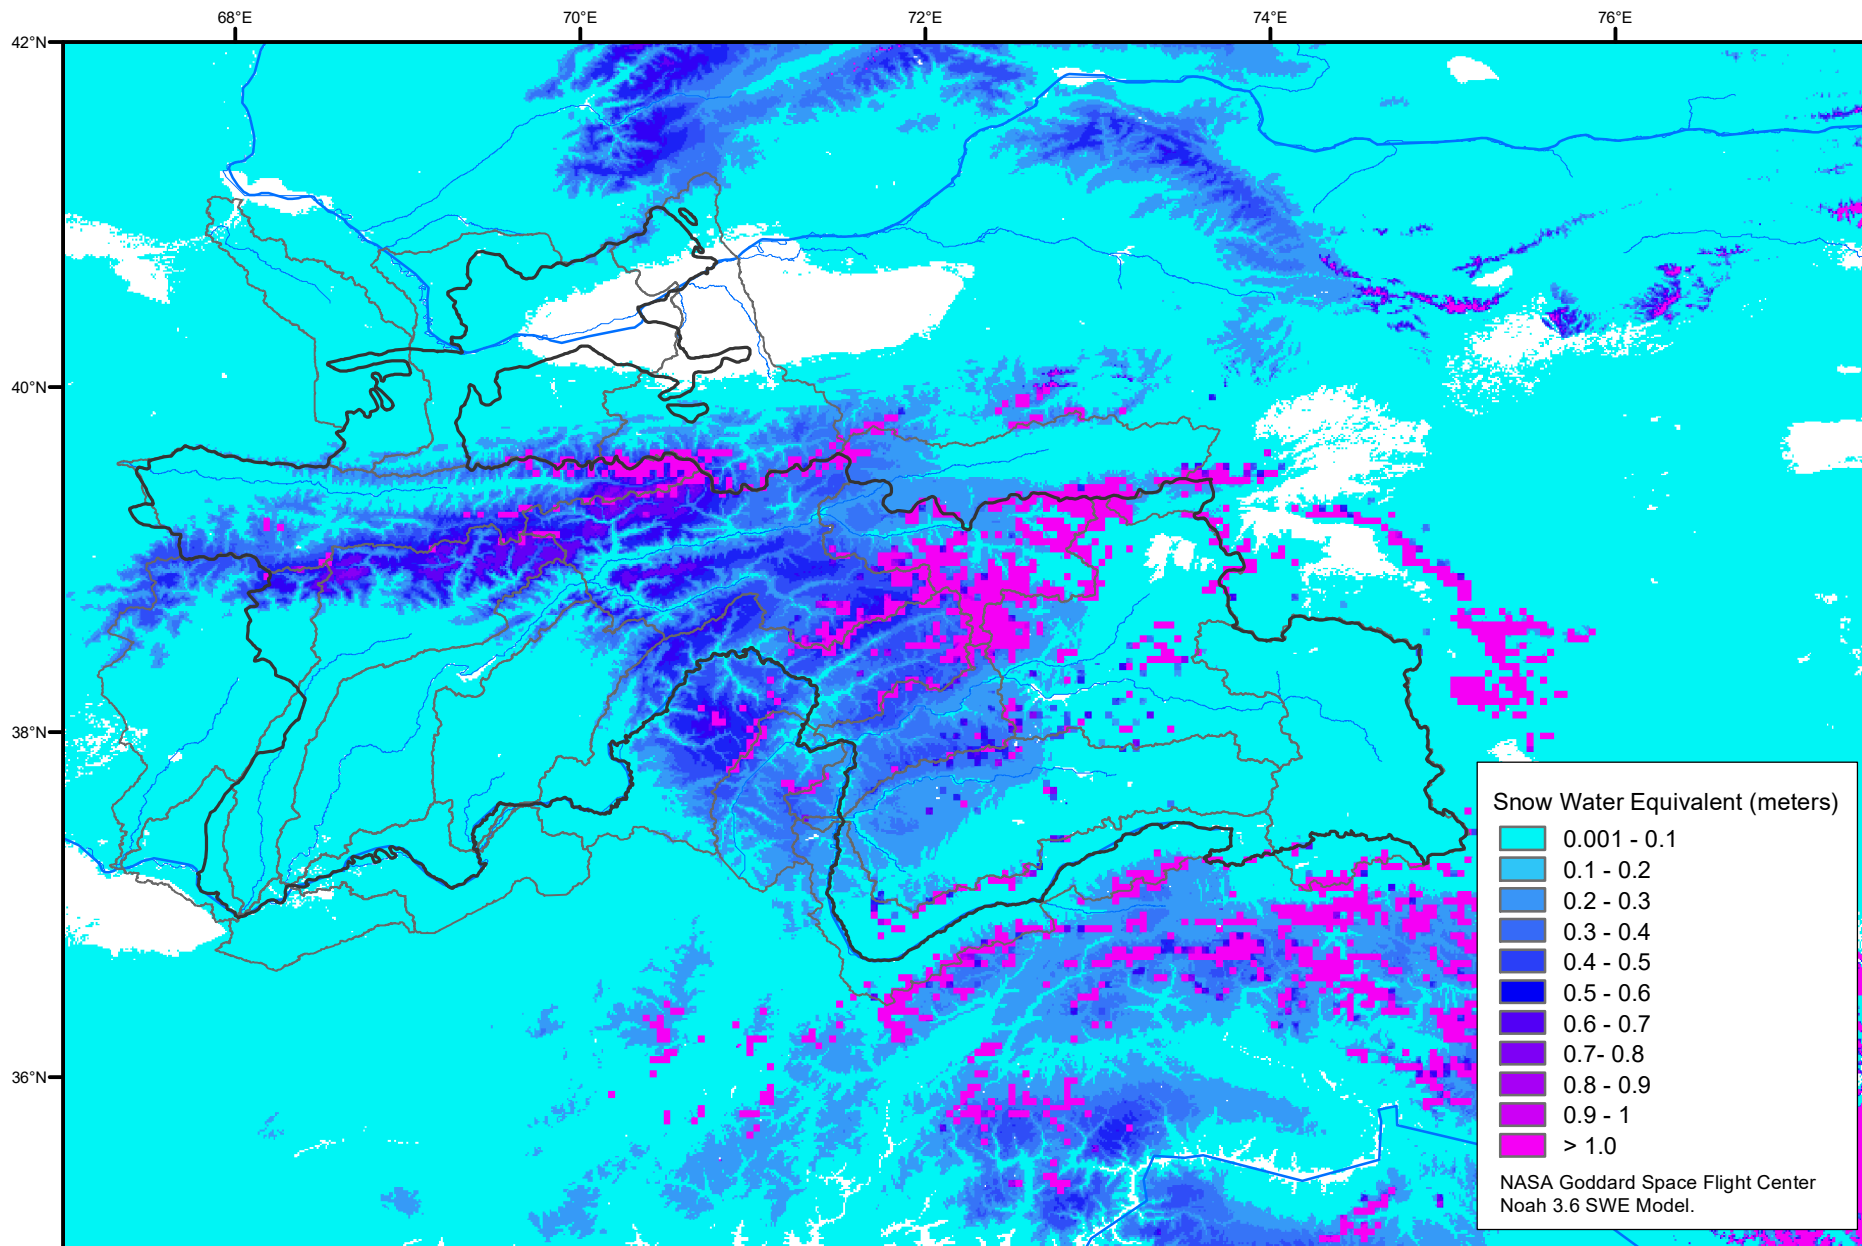 68°E 70°E 72°E 74°E 76°E
42°N
40°N
38°N
36°N
Snow Water Equivalent (meters)
0.001 - 0.1
0.1 - 0.2
0.2 - 0.3
0.3 - 0.4
0.4 - 0.5
0.5 - 0.6
0.6 - 0.7
0.7- 0.8
0.8 - 0.9
0.9 - 1
> 1.0
NASA Goddard Space Flight Center
Noah 3.6 SWE Model.